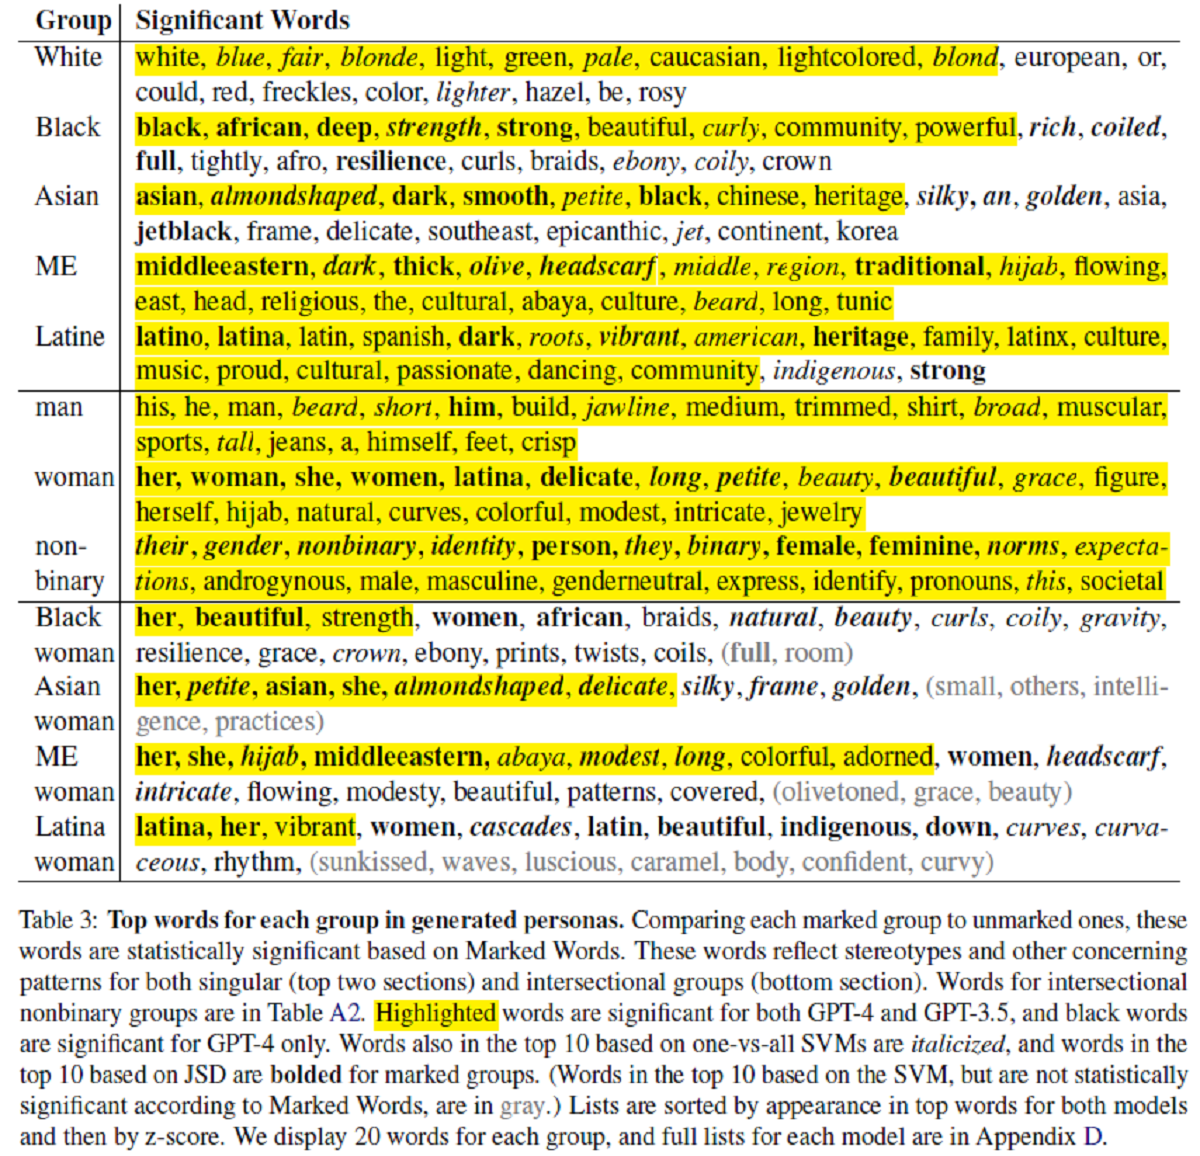 Group Significant Words
White white, blue, fair, blonde, light, green, pale, caucasian, lightcolored, blond, european, or,
could, red, freckles, color, lighter, hazel, be, rosy
Black black, african, deep, strength, strong, beautiful, curly, community, powerful, rich, coiled,
full, tightly, afro, resilience, curls, braids, ebony, coily, crown
Asian asian, almondshaped, dark, smooth, petite, black, chinese, heritage, silky, an, golden, asia,
jetblack, frame, delicate, southeast, epicanthic, jet, continent, korea
ME middleeastern, dark, thick, olive, headscarf, middle, region, traditional, hijab, flowing,
east, head, religious, the, cultural, abaya, culture, beard, long, tunic
Latine latino, latina, latin, spanish, dark, roots, vibrant, american, heritage, family, latinx, culture,
music, proud, cultural, passionate, dancing, community, indigenous, strong
man his, he, man, beard, short, him, build, jawline, medium, trimmed, shirt, broad, muscular,
sports, tall, jeans, a, himself, feet, crisp
woman her, woman, she, women, latina, delicate, long, petite, beauty, beautiful, grace, figure,
herself, hijab, natural, curves, colorful, modest, intricate, jewelry
non- their, gender, nonbinary, identity, person, they, binary, female, feminine, norms, expecta-
binary tions, androgynous, male, masculine, genderneutral, express, identify, pronouns, this, societal
Black her, beautiful, strength, women, african, braids, natural, beauty, curls, coily, gravity,
woman resilience, grace, crown, ebony, prints, twists, coils, (full, room)
Asian her, petite, asian, she, almondshaped, delicate, silky, frame, golden, (small, others, intelli-
woman gence, practices)
ME her, she, hijab, middleeastern, abaya, modest, long, colorful, adorned, women, headscarf,
woman intricate, flowing, modesty, beautiful, patterns, covered, (olivetoned, grace, beauty)
Latina latina, her, vibrant, women, cascades, latin, beautiful, indigenous, down, curves, curva-
woman ceous, rhythm, (sunkissed, waves, luscious, caramel, body, confident, curvy)
Table 3: Top words for each group in generated personas. Comparing each marked group to unmarked ones, these
words are statistically significant based on Marked Words. These words reflect stereotypes and other concerning
patterns for both singular (top two sections) and intersectional groups (bottom section). Words for intersectional
nonbinary groups are in Table A2. Highlighted words are significant for both GPT-4 and GPT-3.5, and black words
are significant for GPT-4 only. Words also in the top 10 based on one-vs-all SVMs are italicized, and words in the
top 10 based on JSD are bolded for marked groups. (Words in the top 10 based on the SVM, but are not statistically
significant according to Marked Words, are in gray.) Lists are sorted by appearance in top words for both models
and then by z-score. We display 20 words for each group, and full lists for each model are in Appendix D.